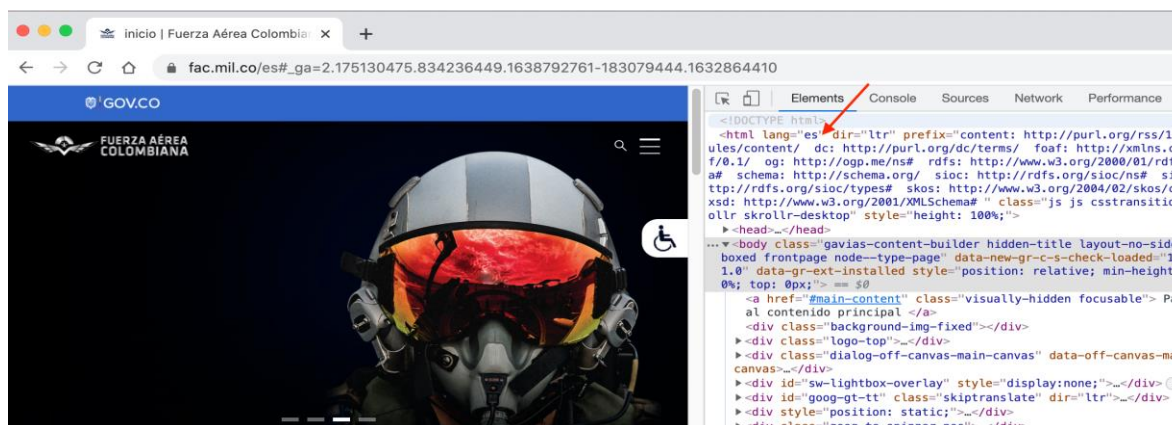 inicio | Fuerza Aérea Colombia
fac.mil.co/es#_ga=2.175130475.834236449.1638792761-183079444.1632864410
GOV.CO
FUERZA AÉREA
COLOMBIANA
Elements Console Sources Network Performance
<!DOCTYPE html>
<html lang="es" dir="ltr" prefix="content: http://purl.org/rss/1
ules/content/ dc: http://purl.org/dc/terms/ foaf: http://xmlns.c
f/0.1/ og: http://ogp.me/ns# rdfs: http://www.w3.org/2000/01/rdf
a# schema: http://schema.org/ sioc: http://rdfs.org/sioc/ns# si
ttp://rdfs.org/sioc/types# skos: http://www.w3.org/2004/02/skos/c
xsd: http://www.w3.org/2001/XMLSchema# " class="js js csstransitio
ollr skrollr-desktop" style="height: 100%;">
<head>…</head>
<body class="gavias-content-builder hidden-title layout-no-side
boxed frontpage node--type-page" data-new-gr-c-s-check-loaded="1
1.0" data-gr-ext-installed style="position: relative; min-height
0%; top: 0px;"> == $0
<a href="#main-content" class="visually-hidden focusable"> Pa
al contenido principal </a>
<div class="background-img-fixed"></div>
<div class="logo-top">…</div>
<div class="dialog-off-canvas-main-canvas" data-off-canvas-ma
canvas>…</div>
<div id="sw-lightbox-overlay" style="display:none;">…</div>
<div id="goog-gt-tt" class="skiptranslate" dir="ltr">…</div>
<div style="position: static;">…</div>